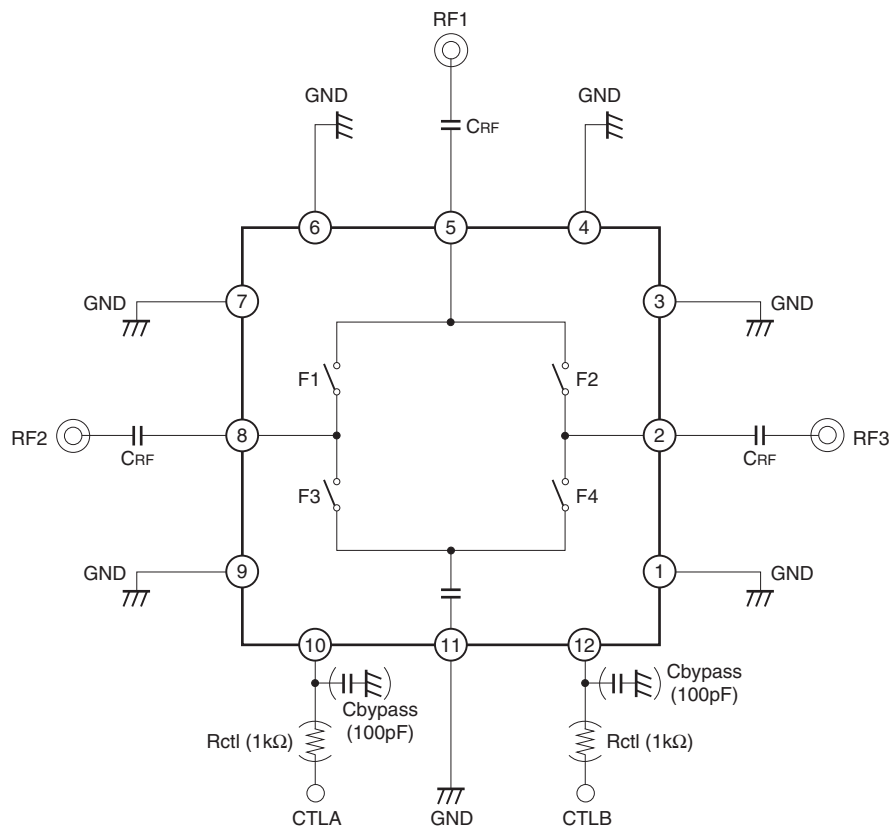 RF1
GND
GND
CRF
6
5
4
GND
7
3
GND
F1
F2
RF2
CRF
8
2
CRF
RF3
F3
F4
GND
9
1
GND
10
11
12
Cbypass
(100pF)
Cbypass
(100pF)
Rctl (1kΩ)
Rctl (1kΩ)
CTLA
GND
CTLB